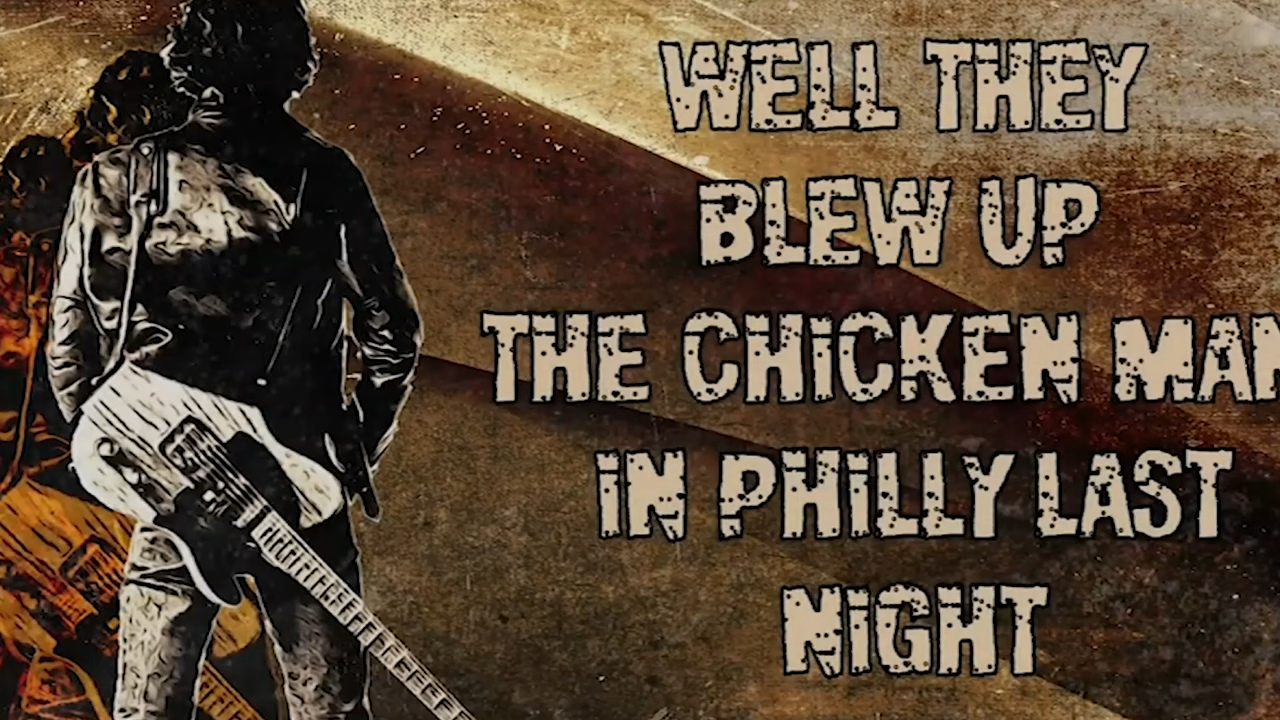 WELL THEY
BLEW UP
THE CHICKEN MAN
IN PHILLY LAST
NIGHT